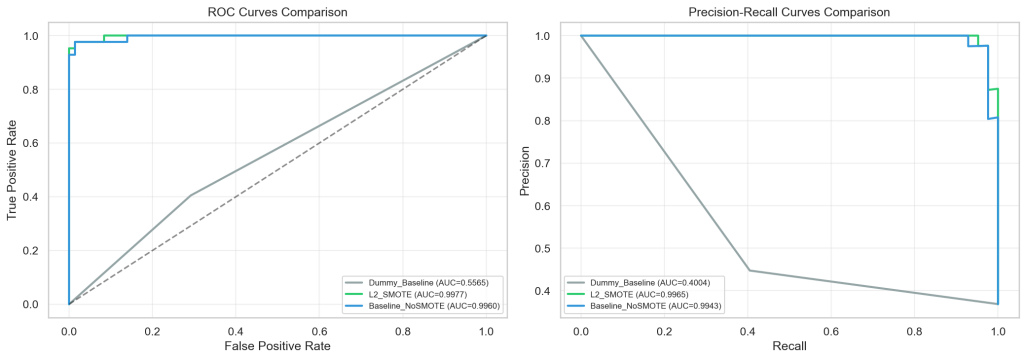 ROC Curves Comparison
True Positive Rate
1.0
0.8
0.6
0.4
0.2
0.0
0.0 0.2 0.4 0.6 0.8 1.0
False Positive Rate
Dummy_Baseline (AUC=0.5565)
L2_SMOTE (AUC=0.9977)
Baseline_NoSMOTE (AUC=0.9960)
Precision-Recall Curves Comparison
Precision
1.0
0.9
0.8
0.7
0.6
0.5
0.4
0.0 0.2 0.4 0.6 0.8 1.0
Recall
Dummy_Baseline (AUC=0.4004)
L2_SMOTE (AUC=0.9965)
Baseline_NoSMOTE (AUC=0.9943)